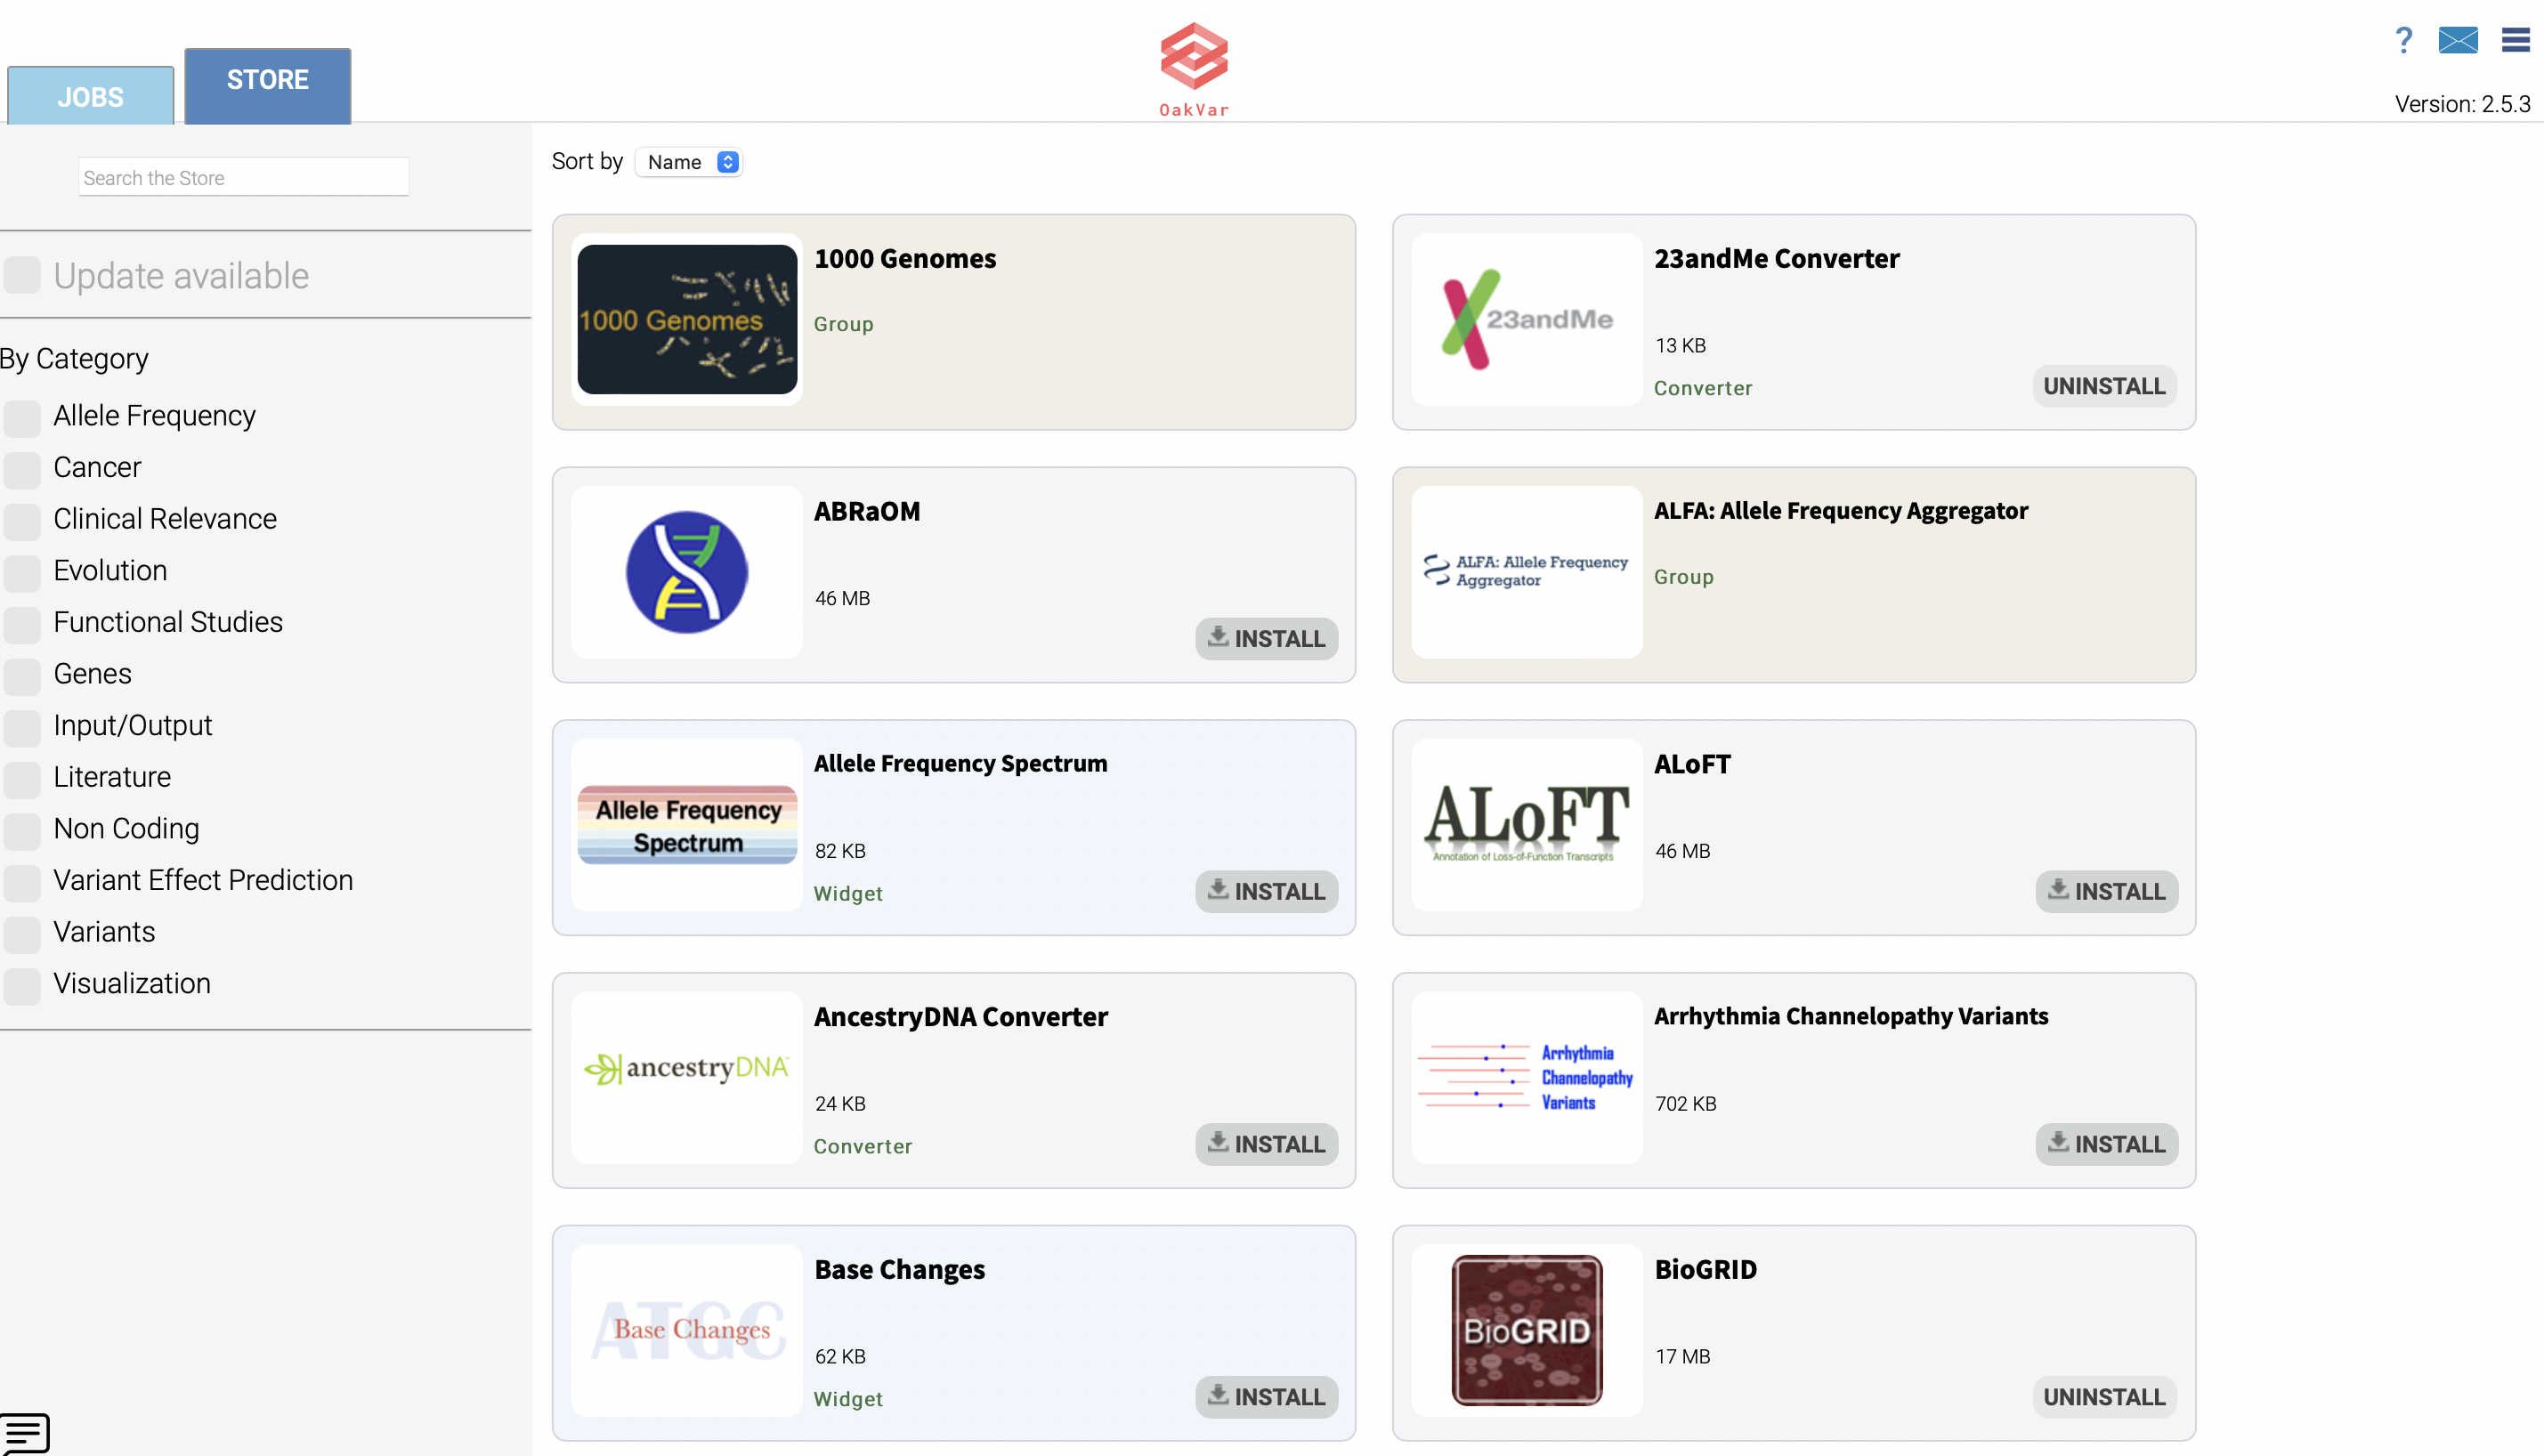 JOBS
STORE
OakVar
?
Version: 2.5.3
Search the Store
Update available
By Category
Allele Frequency
Cancer
Clinical Relevance
Evolution
Functional Studies
Genes
Input/Output
Literature
Non Coding
Variant Effect Prediction
Variants
Visualization
Sort by Name
1000 Genomes
1000 Genomes
Group
23andMe
23andMe Converter
13 KB
Converter
UNINSTALL
ABRaOM
46 MB
INSTALL
ALFA: Allele Frequency
Aggregator
ALFA: Allele Frequency Aggregator
Group
Allele Frequency
Spectrum
Allele Frequency Spectrum
82 KB
Widget
INSTALL
ALoFT
Annotation of Loss-of-Function Transcripts
ALoFT
46 MB
INSTALL
ancestryDNA
AncestryDNA Converter
24 KB
Converter
INSTALL
Arrhythmia
Channelopathy
Variants
Arrhythmia Channelopathy Variants
702 KB
INSTALL
ATGC
Base Changes
Base Changes
62 KB
Widget
INSTALL
BioGRID
BioGRID
17 MB
UNINSTALL